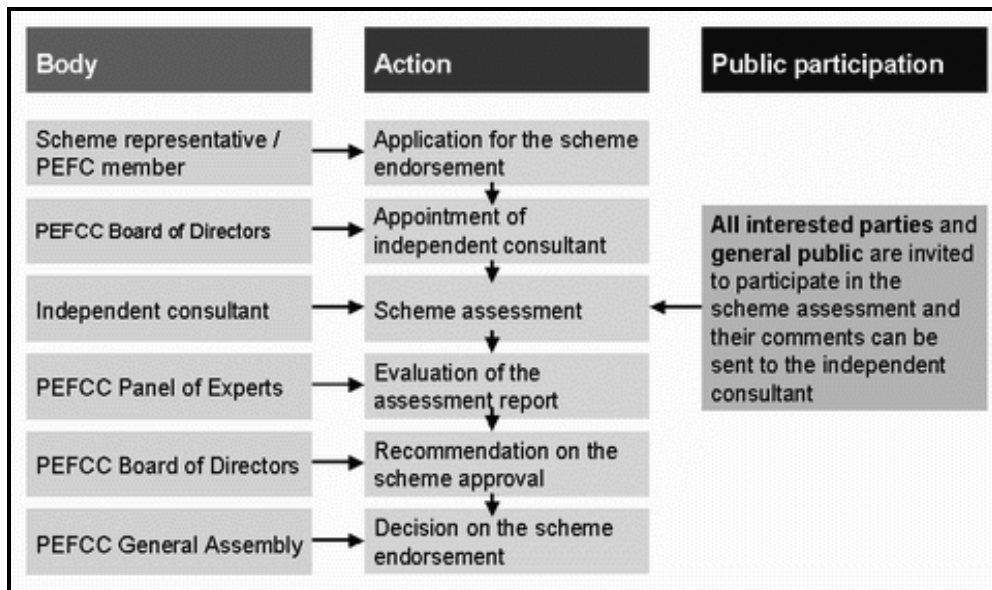 Body
Action
Public participation
Scheme representative /
PEFC member
Application for the scheme
endorsement
PEFCC Board of Directors
Appointment of
independent consultant
All interested parties and
general public are invited
to participate in the
scheme assessment and
their comments can be
sent to the independent
consultant
Independent consultant
Scheme assessment
PEFCC Panel of Experts
Evaluation of the
assessment report
PEFCC Board of Directors
Recommendation on the
scheme approval
PEFCC General Assembly
Decision on the scheme
endorsement